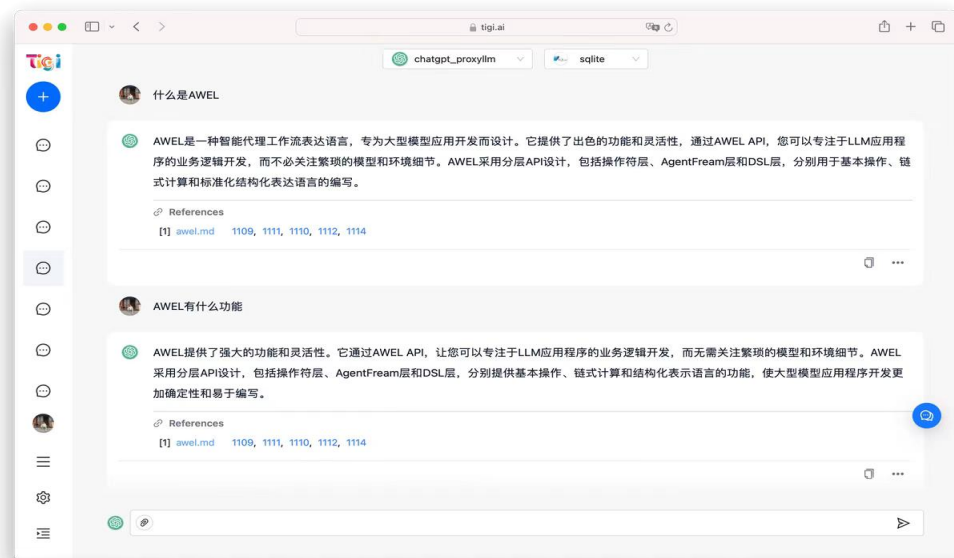 tigi.ai
Tigi
chatgpt_proxyllm
sqlite
什么是AWEL
AWEL是一种智能代理工作流表达语言，专为大型模型应用开发而设计。它提供了出色的功能和灵活性，通过AWEL API，您可以专注于LLM应用程
序的业务逻辑开发，而不必关注繁琐的模型和环境细节。AWEL采用分层API设计，包括操作符层、AgentFream层和DSL层，分别用于基本操作、链
式计算和标准化结构化表达语言的编写。
References
[1] awel.md 1109, 1111, 1110, 1112, 1114
AWEL有什么功能
AWEL提供了强大的功能和灵活性。它通过AWEL API，让您可以专注于LLM应用程序的业务逻辑开发，而无需关注繁琐的模型和环境细节。AWEL
采用分层API设计，包括操作符层、AgentFream层和DSL层，分别提供基本操作、链式计算和结构化表示语言的功能，使大型模型应用程序开发更
加确定性和易于编写。
References
[1] awel.md 1109, 1111, 1110, 1112, 1114